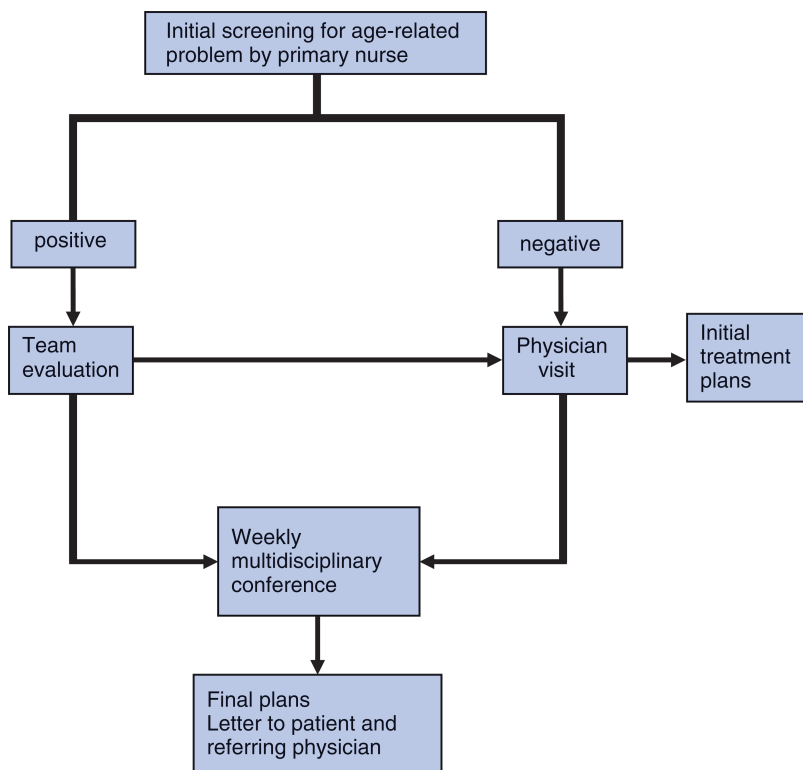 Initial screening for age-related
problem by primary nurse
positive
negative
Team
evaluation
Physician
visit
Initial
treatment
plans
Weekly
multidisciplinary
conference
Final plans
Letter to patient and
referring physician